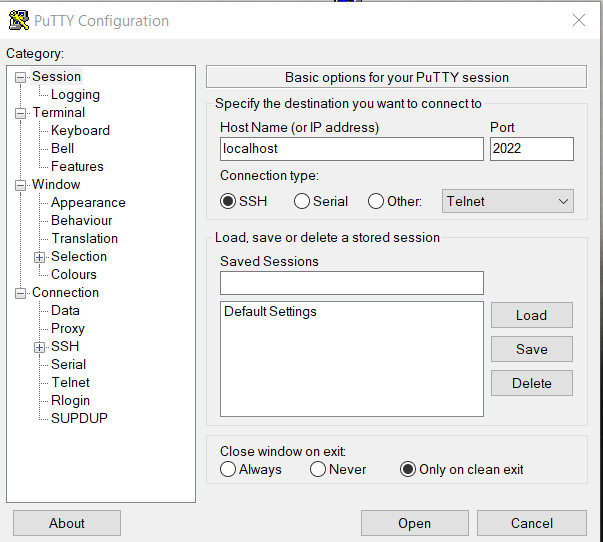 PuTTY Configuration
Category:
Session
Logging
Terminal
Keyboard
Bell
Features
Window
Appearance
Behaviour
Translation
Selection
Colours
Connection
Data
Proxy
SSH
Serial
Telnet
Rlogin
SUPDUP
Basic options for your PuTTY session
Specify the destination you want to connect to
Host Name (or IP address) Port
localhost 2022
Connection type:
SSH Serial Other: Telnet
Load, save or delete a stored session
Saved Sessions
Default Settings
Load
Save
Delete
Close window on exit:
Always Never Only on clean exit
About Open Cancel